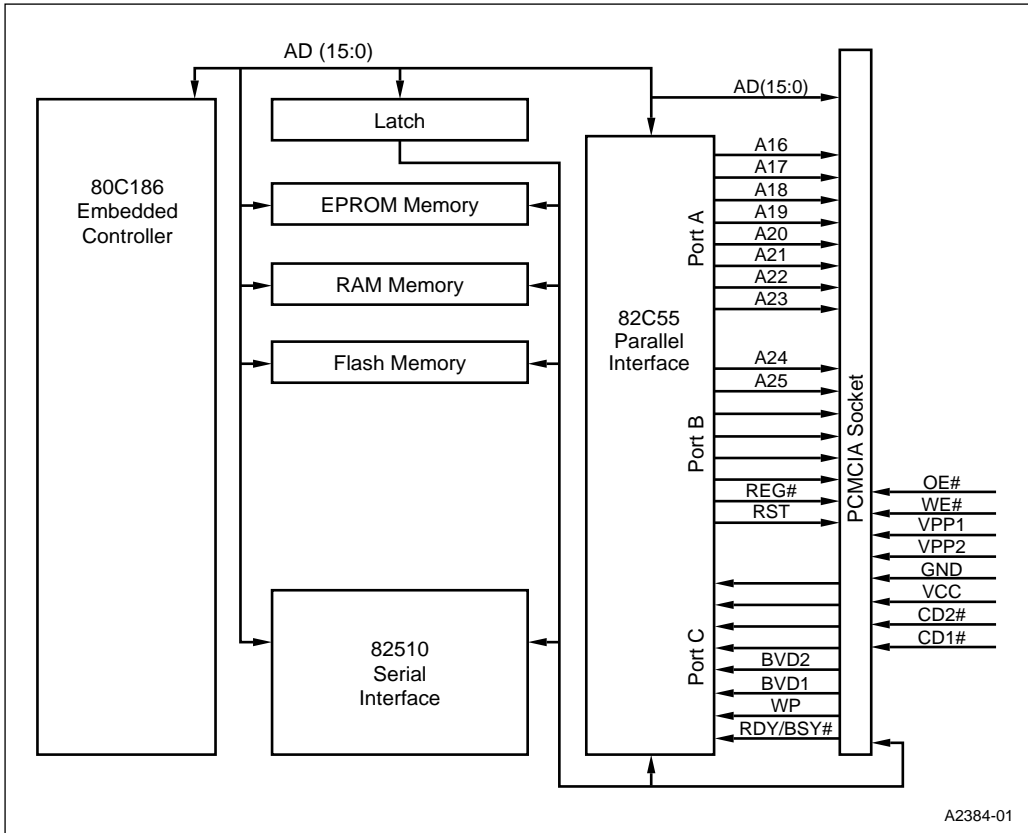 AD (15:0)
AD(15:0)
Latch
80C186
Embedded
Controller
EPROM Memory
RAM Memory
Flash Memory
82510
Serial
Interface
82C55
Parallel
Interface
Port A
Port B
Port C
A16
A17
A18
A19
A20
A21
A22
A23
A24
A25
REG#
RST
BVD2
BVD1
WP
RDY/BSY#
PCMCIA Socket
OE#
WE#
VPP1
VPP2
GND
VCC
CD2#
CD1#
A2384-01